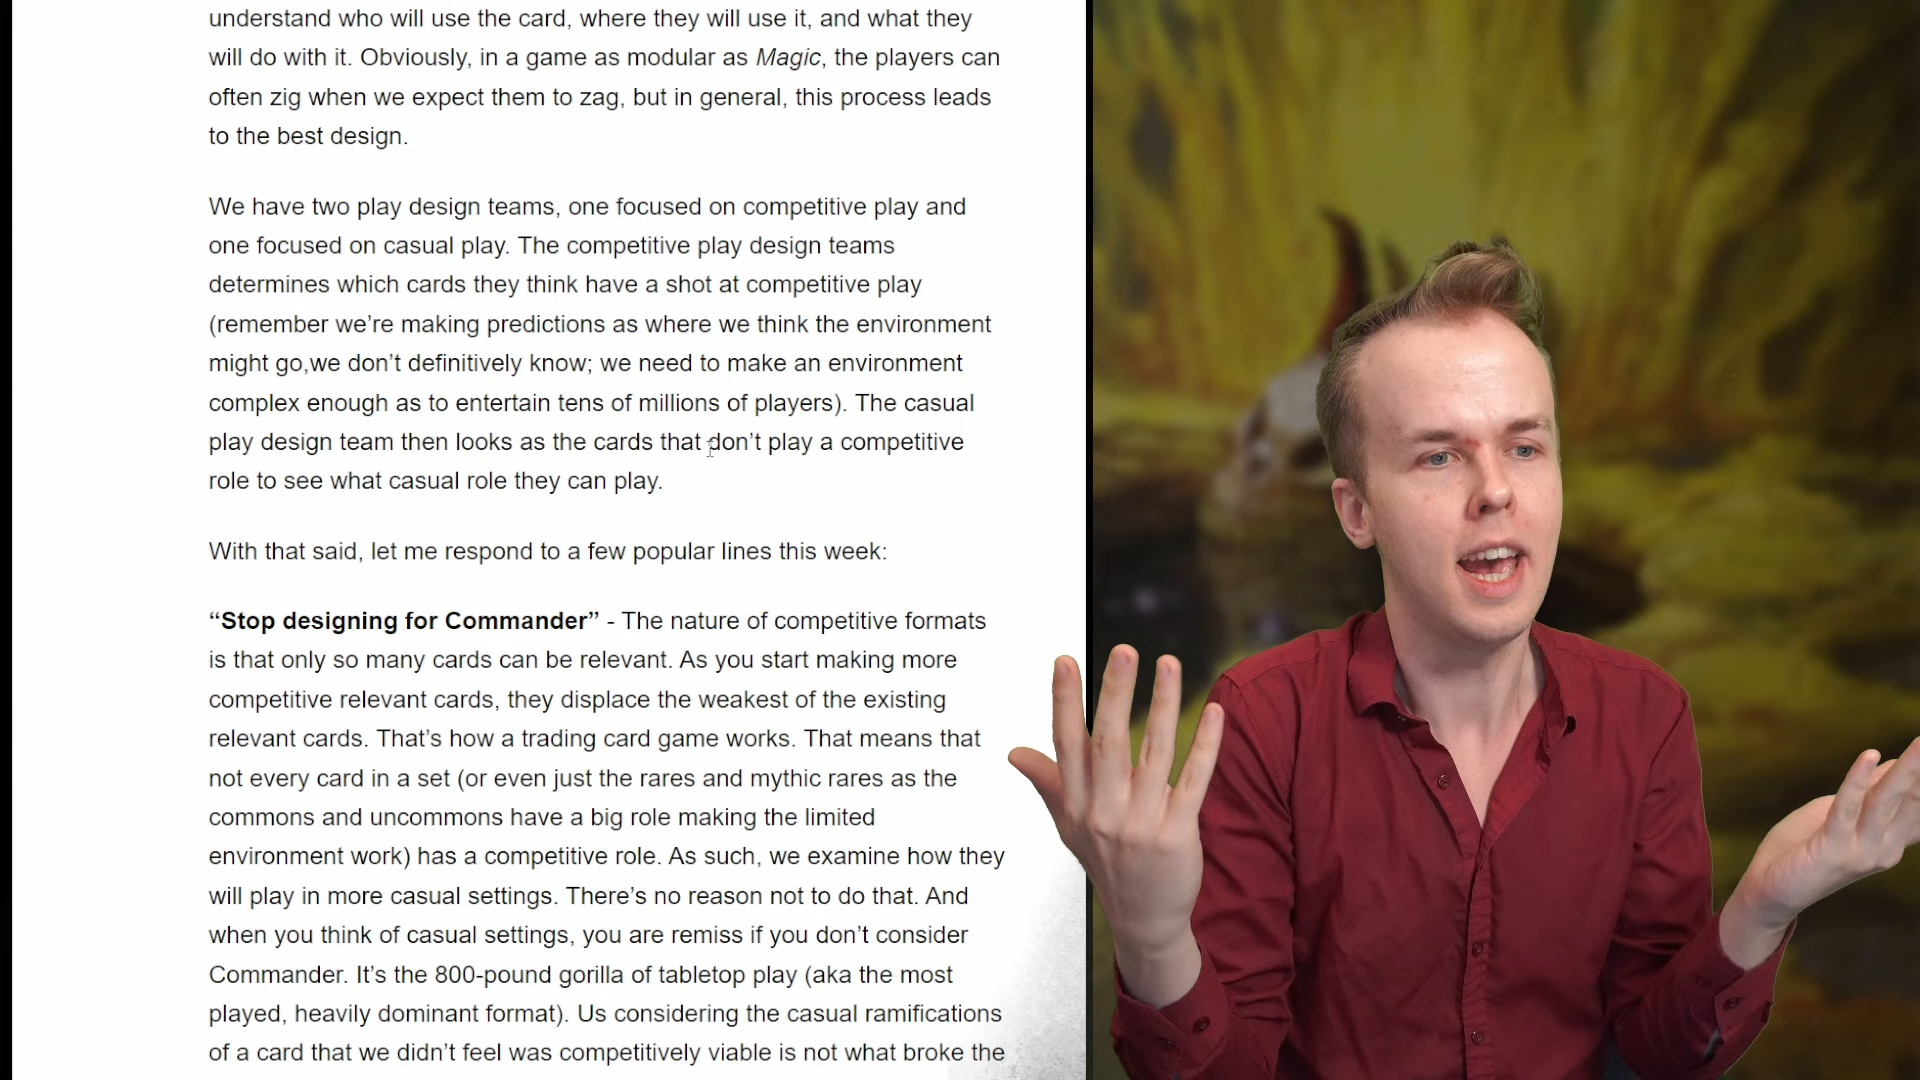 understand who will use the card, where they will use it, and what they
will do with it. Obviously, in a game as modular as Magic, the players can
often zig when we expect them to zag, but in general, this process leads
to the best design.
We have two play design teams, one focused on competitive play and
one focused on casual play. The competitive play design teams
determines which cards they think have a shot at competitive play
(remember we’re making predictions as where we think the environment
might go,we don’t definitively know; we need to make an environment
complex enough as to entertain tens of millions of players). The casual
play design team then looks as the cards that don’t play a competitive
role to see what casual role they can play.
With that said, let me respond to a few popular lines this week:
“Stop designing for Commander” - The nature of competitive formats
is that only so many cards can be relevant. As you start making more
competitive relevant cards, they displace the weakest of the existing
relevant cards. That’s how a trading card game works. That means that
not every card in a set (or even just the rares and mythic rares as the
commons and uncommons have a big role making the limited
environment work) has a competitive role. As such, we examine how they
will play in more casual settings. There’s no reason not to do that. And
when you think of casual settings, you are remiss if you don’t consider
Commander. It’s the 800-pound gorilla of tabletop play (aka the most
played, heavily dominant format). Us considering the casual ramifications
of a card that we didn’t feel was competitively viable is not what broke the